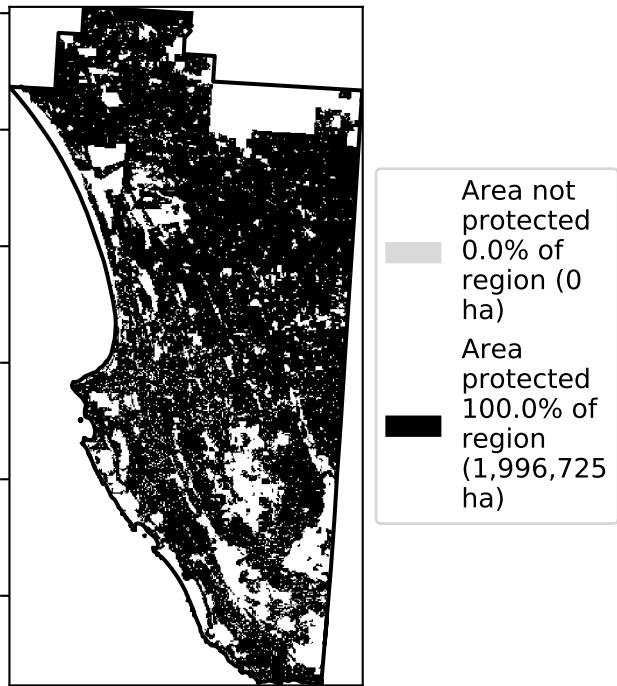 Area not
protected
0.0% of
region (0
ha)
Area
protected
100.0% of
region
(1,996,725
ha)